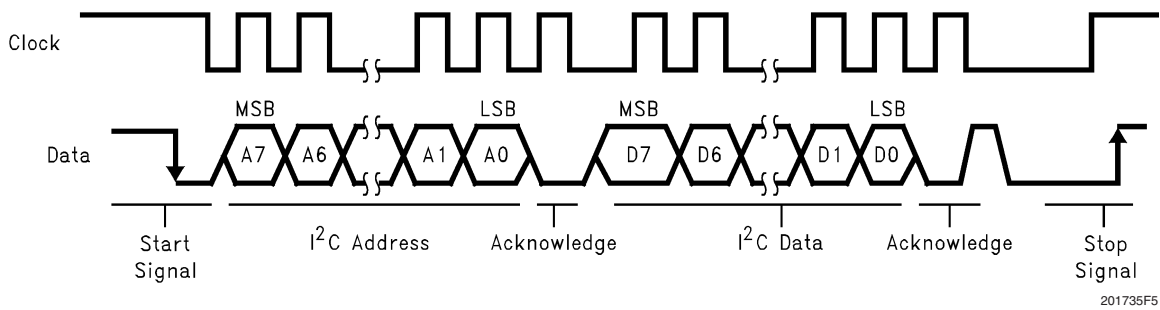 Clock
MSB LSB MSB LSB
Data A7 A6 A1 A0 D7 D6 D1 D0
Start Signal
I²C Address
Acknowledge
I²C Data
Acknowledge
Stop Signal
201735F5